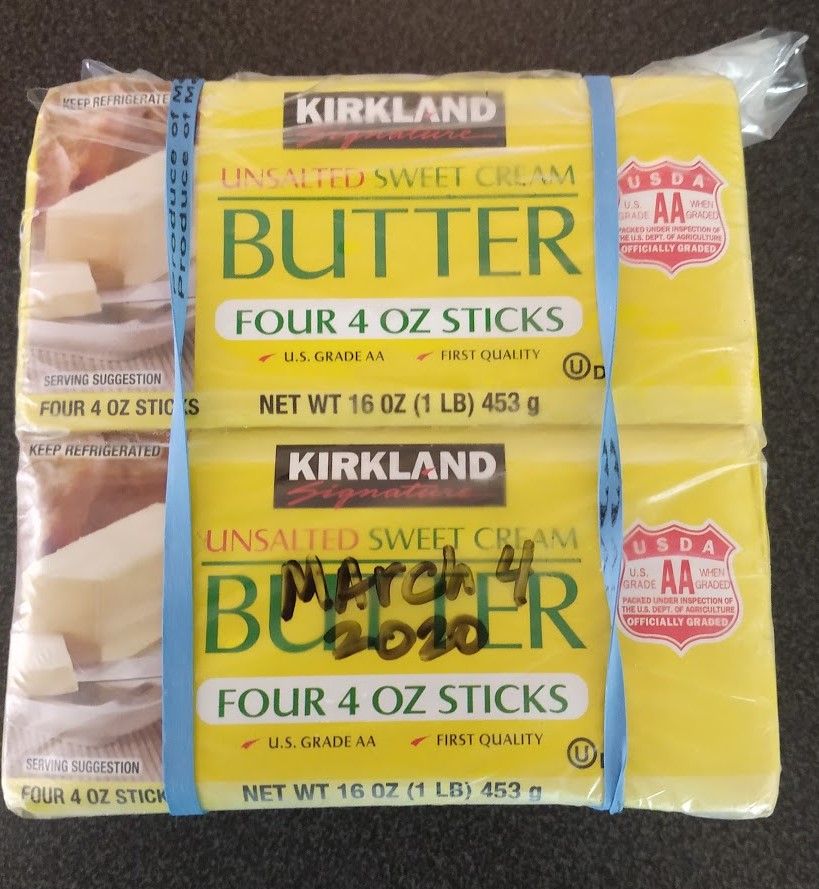 KEEP REFRIGERATE
Produce of M
Produce of M
KIRKLAND
Signature
UNSALTED SWEET CREAM
BUTTER
FOUR 4 OZ STICKS
U.S. GRADE AA FIRST QUALITY
U D
SERVING SUGGESTION
FOUR 4 OZ STICKS
NET WT 16 OZ (1 LB) 453 g
USDA
U.S. GRADE AA WHEN GRADED
PACKED UNDER INSPECTION OF
THE U.S. DEPT. OF AGRICULTURE
OFFICIALLY GRADED
KEEP REFRIGERATED
KIRKLAND
Signature
UNSALTED SWEET CREAM
BUTTER
March 4
2020
FOUR 4 OZ STICKS
U.S. GRADE AA FIRST QUALITY
U
SERVING SUGGESTION
FOUR 4 OZ STICK
NET WT 16 OZ (1 LB) 453 g
USDA
U.S. GRADE AA WHEN GRADED
PACKED UNDER INSPECTION OF
THE U.S. DEPT. OF AGRICULTURE
OFFICIALLY GRADED